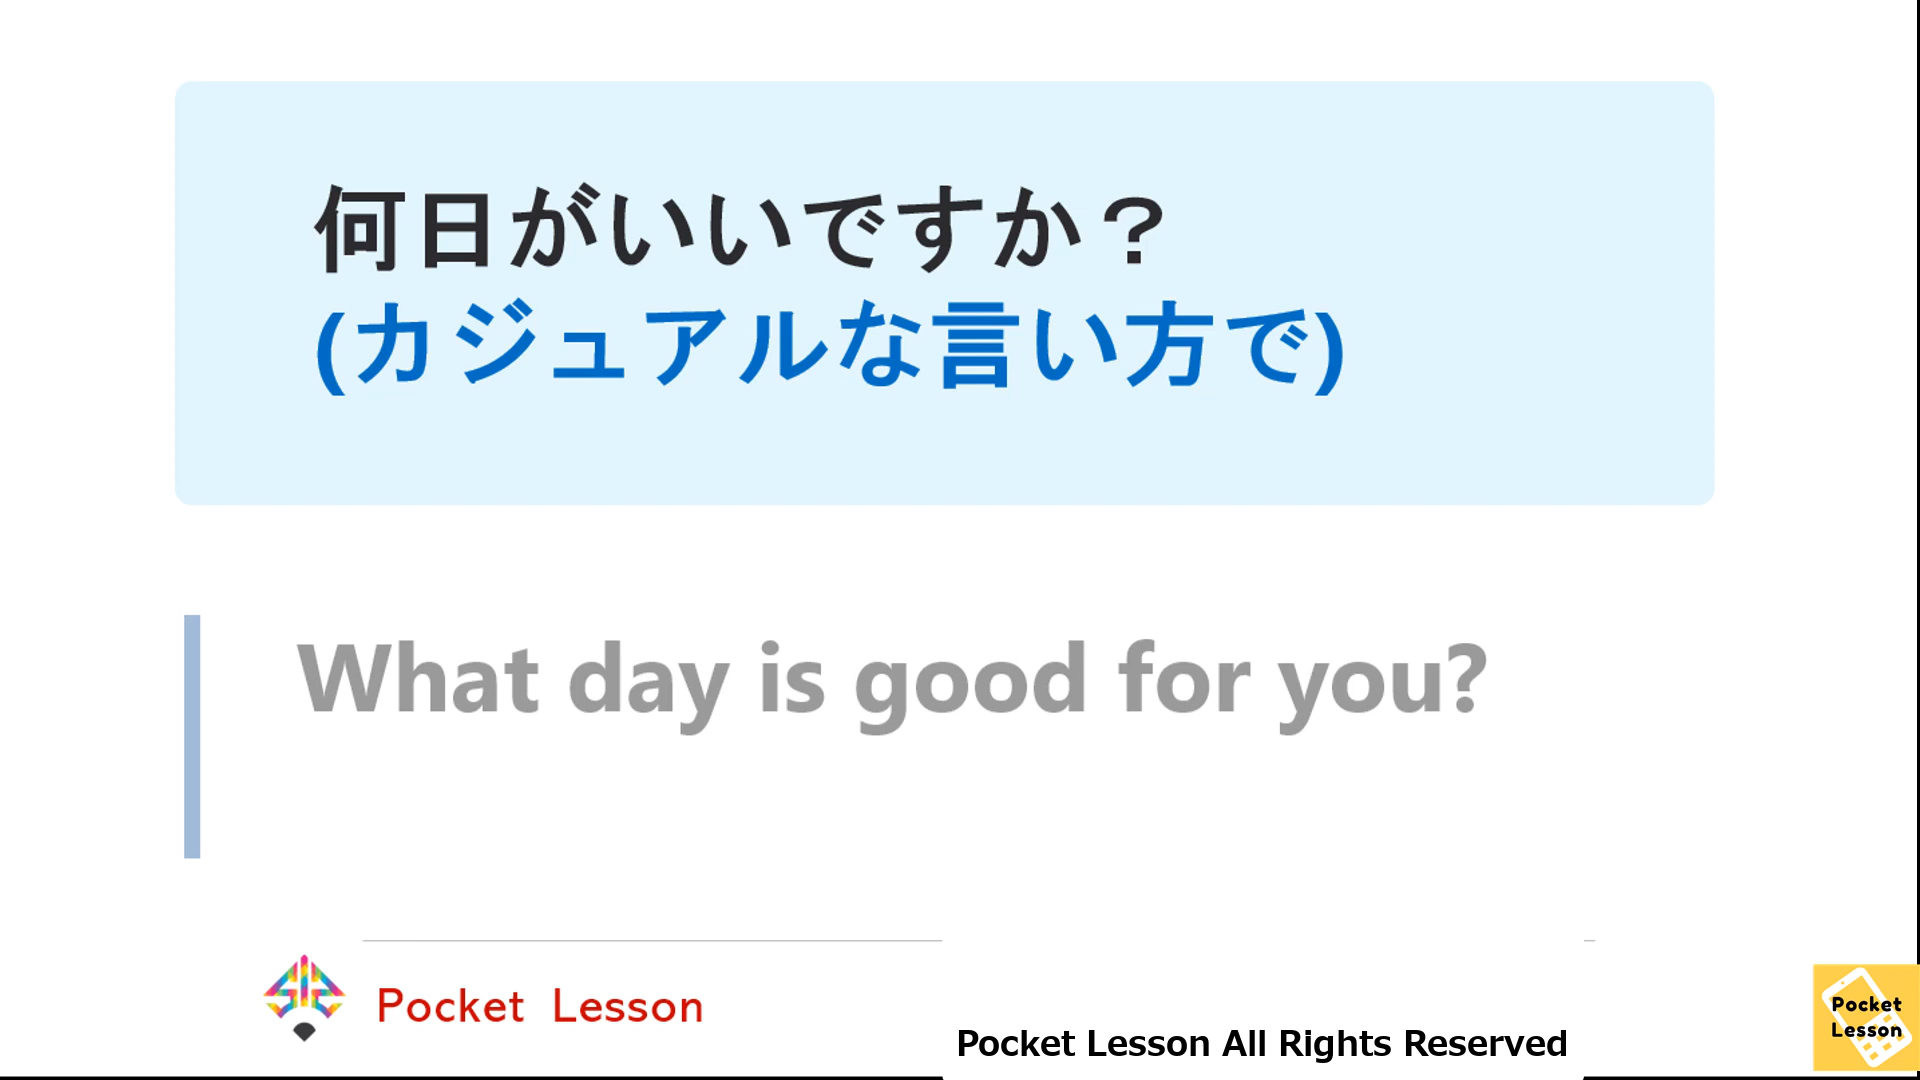 何日がいいですか？
(カジュアルな言い方で)
What day is good for you?
Pocket Lesson
Pocket Lesson All Rights Reserved
Pocket
Lesson